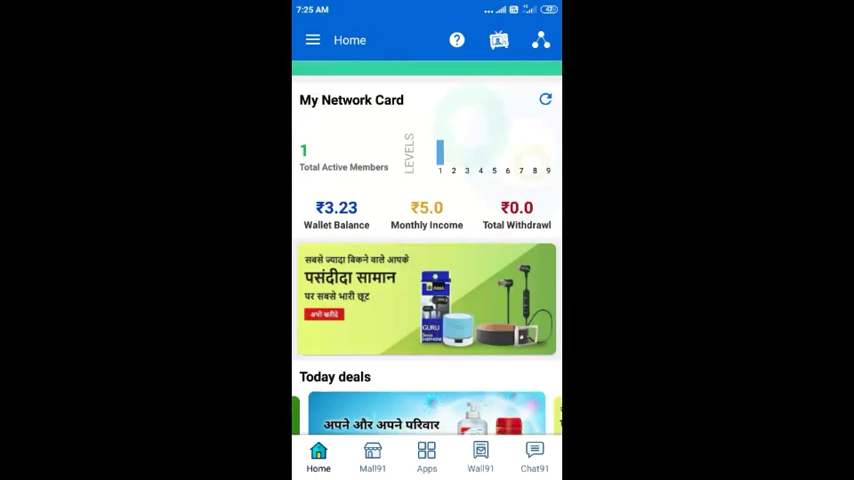 7:25 AM
Home
My Network Card
1
Total Active Members
LEVELS
1 2 3 4 5 6 7 8 9
₹3.23 ₹5.0 ₹0.0
Wallet Balance Monthly Income Total Withdrawl
सबसे ज्यादा बिकने वाले आपके
पसंदीदा सामान
पर सबसे भारी छूट
अभी खरीदें
GURU
Today deals
अपने और अपने परिवार
Home Mall91 Apps Wall91 Chat91